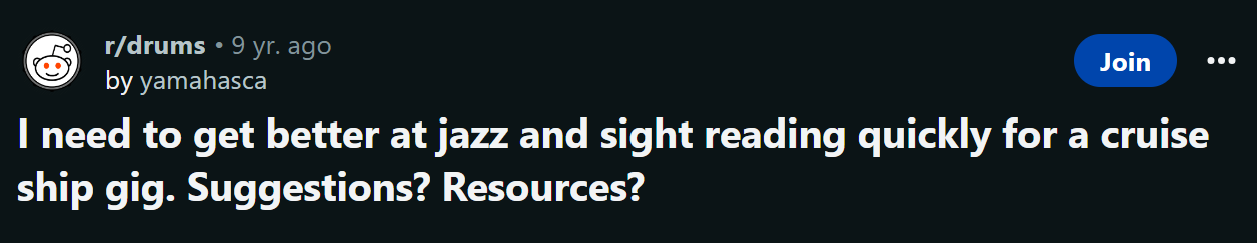 r/drums • 9 yr. ago
by yamahasca
Join
I need to get better at jazz and sight reading quickly for a cruise
ship gig. Suggestions? Resources?